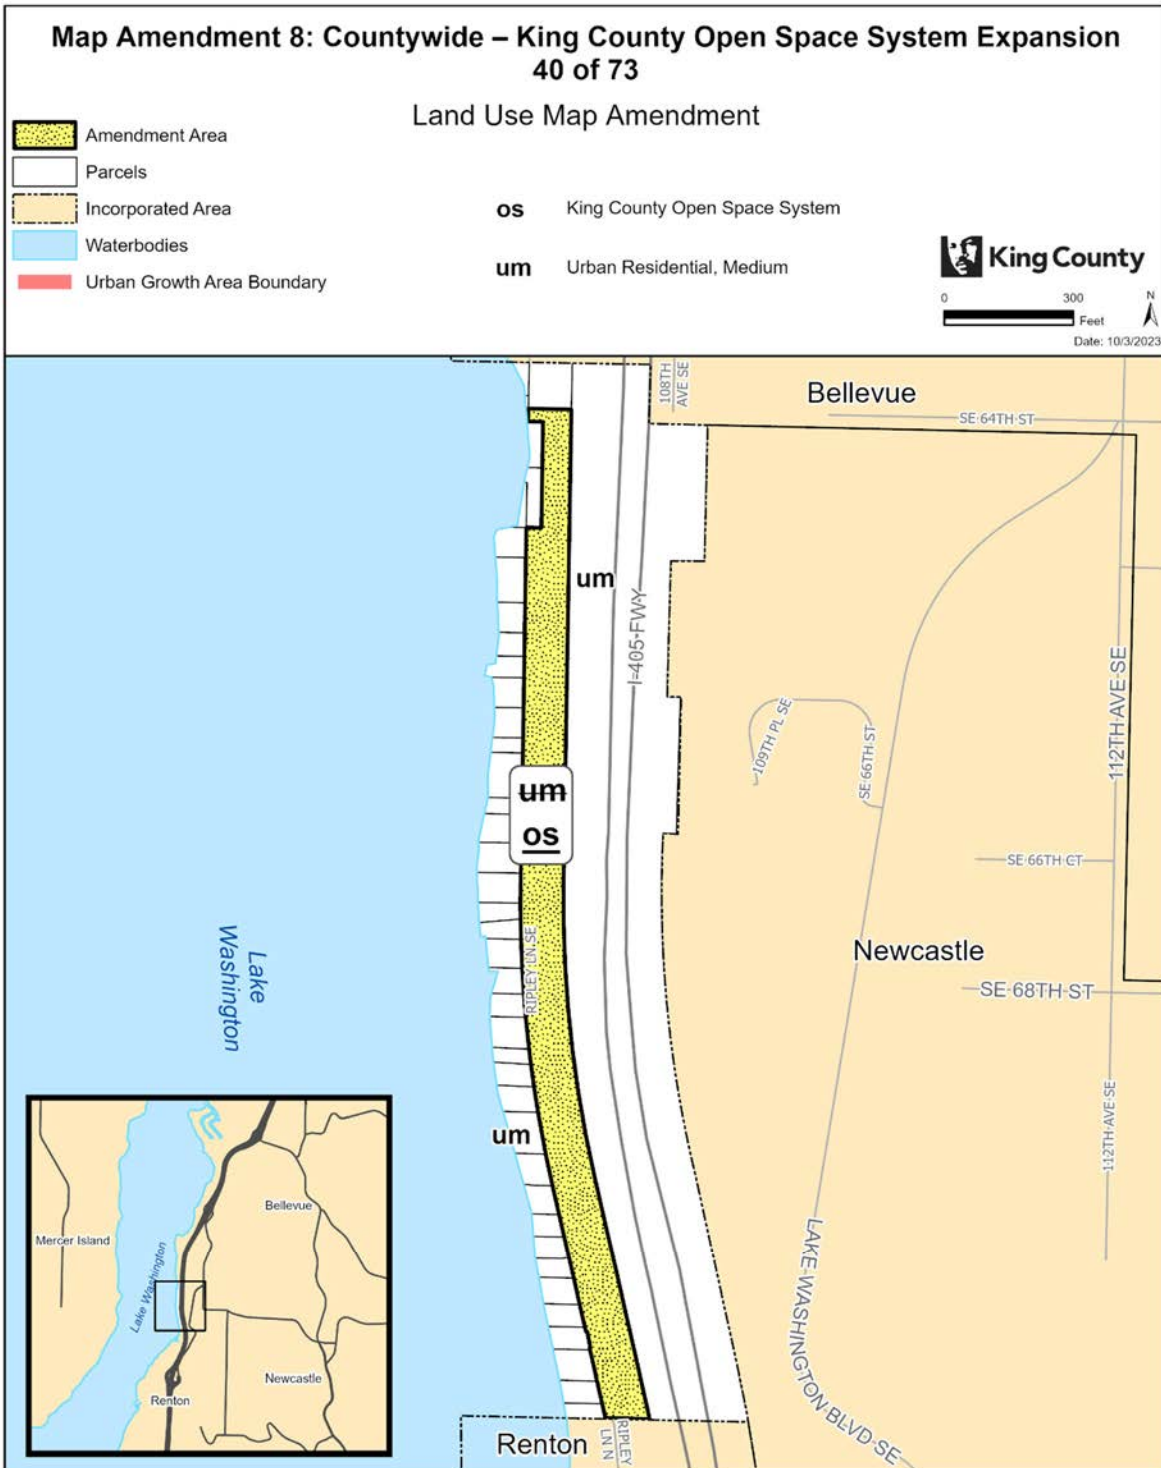 Map Amendment 8: Countywide – King County Open Space System Expansion
40 of 73
Land Use Map Amendment
Amendment Area
Parcels
Incorporated Area
Waterbodies
Urban Growth Area Boundary
os King County Open Space System
um Urban Residential, Medium
King County
0 300
Feet
N
Date: 10/3/2023
108TH
AVE SE
Bellevue
SE 64TH ST
um
I-405 FWY
112TH AVE SE
109TH PL SE
SE 66TH ST
um
os
SE 66TH CT
Lake
Washington
RIPLEY LN SE
Newcastle
SE 68TH ST
112TH AVE SE
um
LAKE WASHINGTON BLVD SE
Renton
RIPLEY
LN N
Bellevue
Mercer Island
Lake Washington
Newcastle
Renton